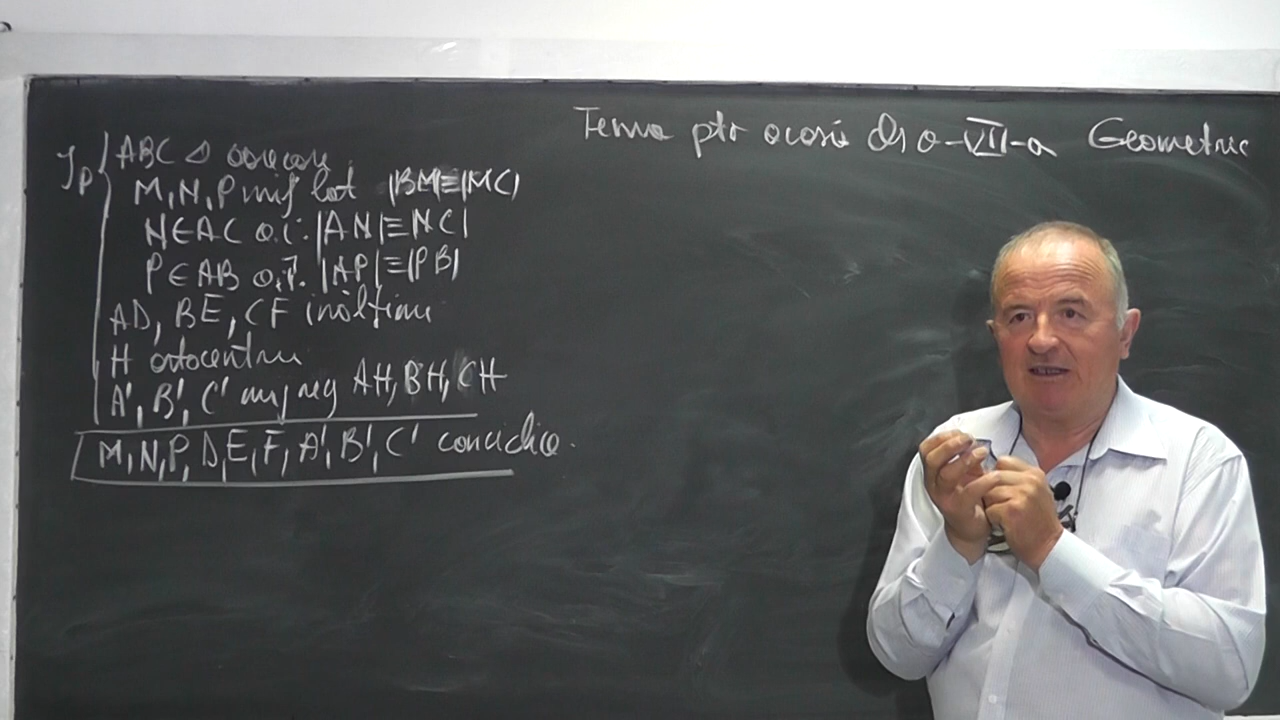 Tema ptr acasă cls a-VII-a Geometrie
Ip ABC Δ oarecare
M, N, P mij lat |BM|≡|MC|
N∈AC a.î. |AN|≡NC|
P∈AB a.î. |AP|≡|PB|
AD, BE, CF înălțimi
H ortocentru
A', B', C' mij seg AH, BH, CH
M, N, P, D, E, F, A', B', C' conciclice.